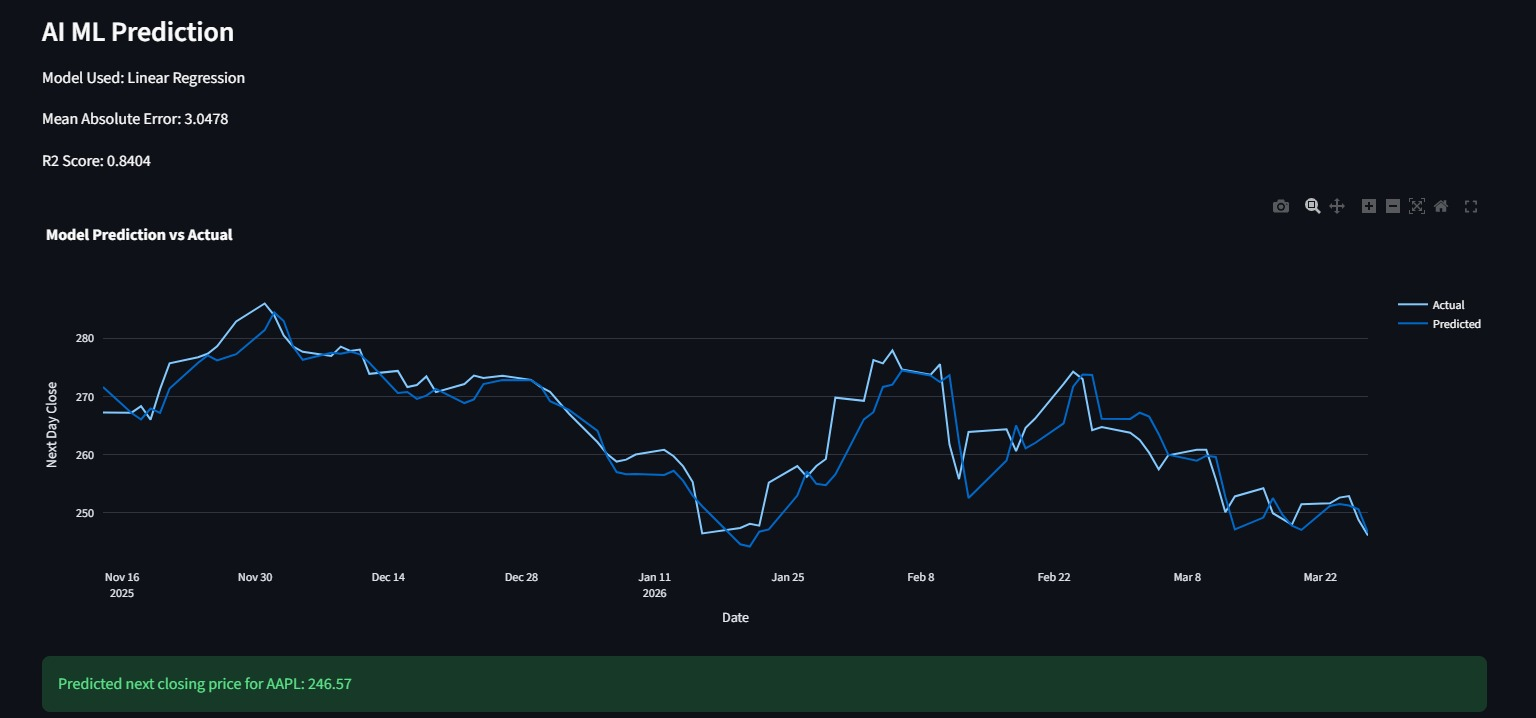 AI ML Prediction
Model Used: Linear Regression
Mean Absolute Error: 3.0478
R2 Score: 0.8404
Model Prediction vs Actual
Actual
Predicted
Next Day Close
280
270
260
250
Nov 16
2025
Nov 30
Dec 14
Dec 28
Jan 11
2026
Jan 25
Feb 8
Feb 22
Mar 8
Mar 22
Date
Predicted next closing price for AAPL: 246.57